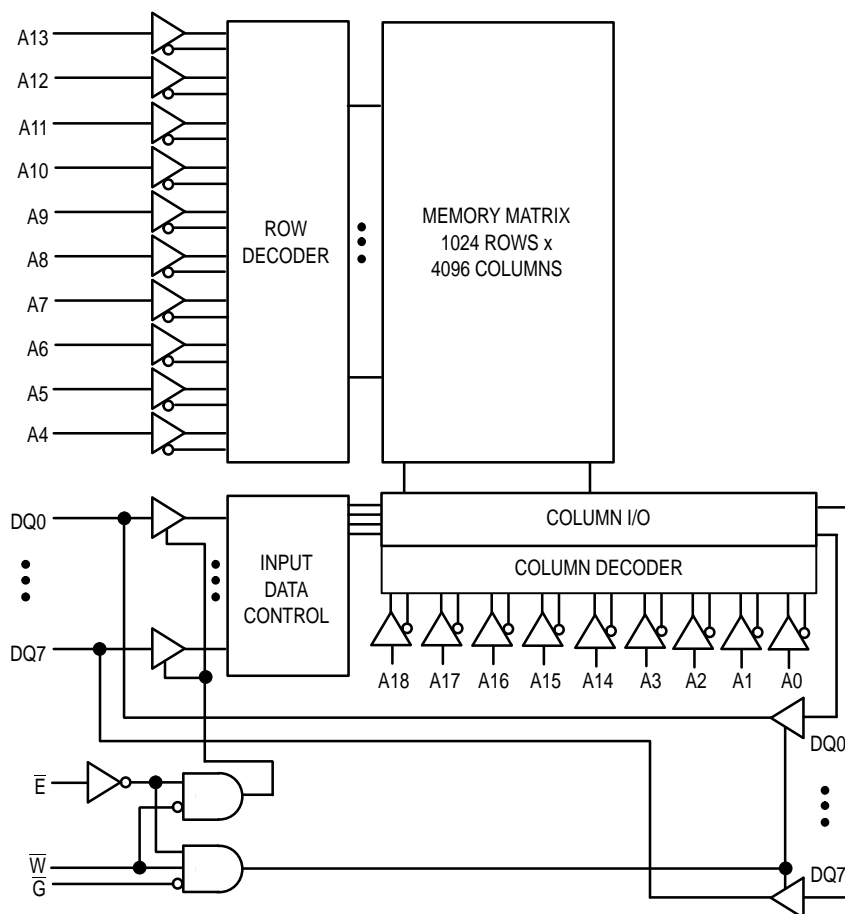 A13
A12
A11
A10
A9
A8
A7
A6
A5
A4
ROW
DECODER
MEMORY MATRIX
1024 ROWS x
4096 COLUMNS
DQ0
DQ7
INPUT
DATA
CONTROL
COLUMN I/O
COLUMN DECODER
A18 A17 A16 A15 A14 A3 A2 A1 A0
DQ0
DQ7
E̅
W̅
G̅